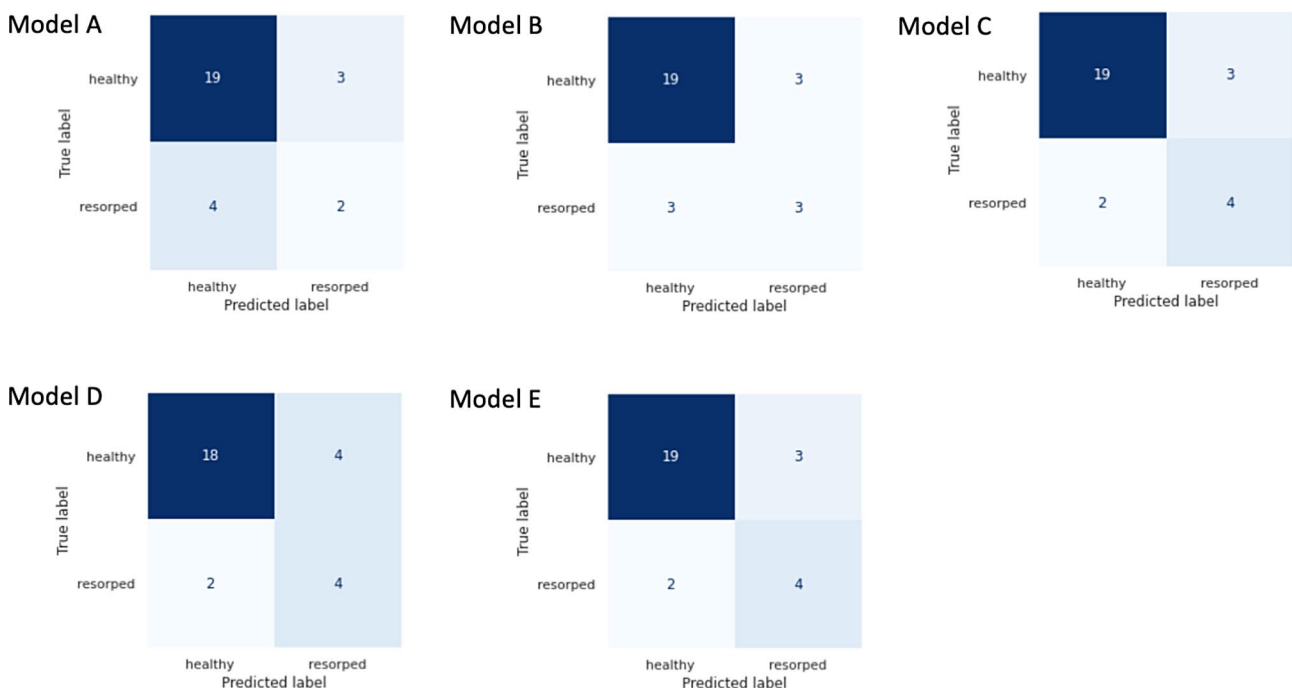 Model A
healthy
19
3
True label
resorped
4
2
healthy
resorped
Predicted label
Model B
healthy
19
3
True label
resorped
3
3
healthy
resorped
Predicted label
Model C
healthy
19
3
True label
resorped
2
4
healthy
resorped
Predicted label
Model D
healthy
18
4
True label
resorped
2
4
healthy
resorped
Predicted label
Model E
healthy
19
3
True label
resorped
2
4
healthy
resorped
Predicted label